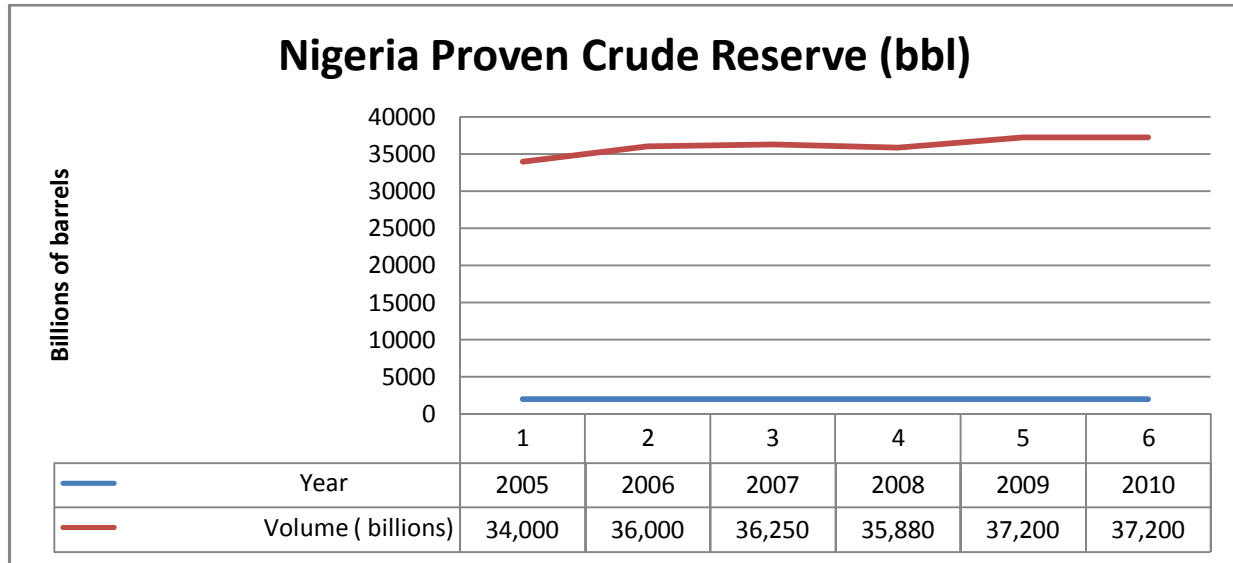 Nigeria Proven Crude Reserve (bbl)
Billions of barrels
40000
35000
30000
25000
20000
15000
10000
5000
0
1 2 3 4 5 6
Year 2005 2006 2007 2008 2009 2010
Volume ( billions) 34,000 36,000 36,250 35,880 37,200 37,200